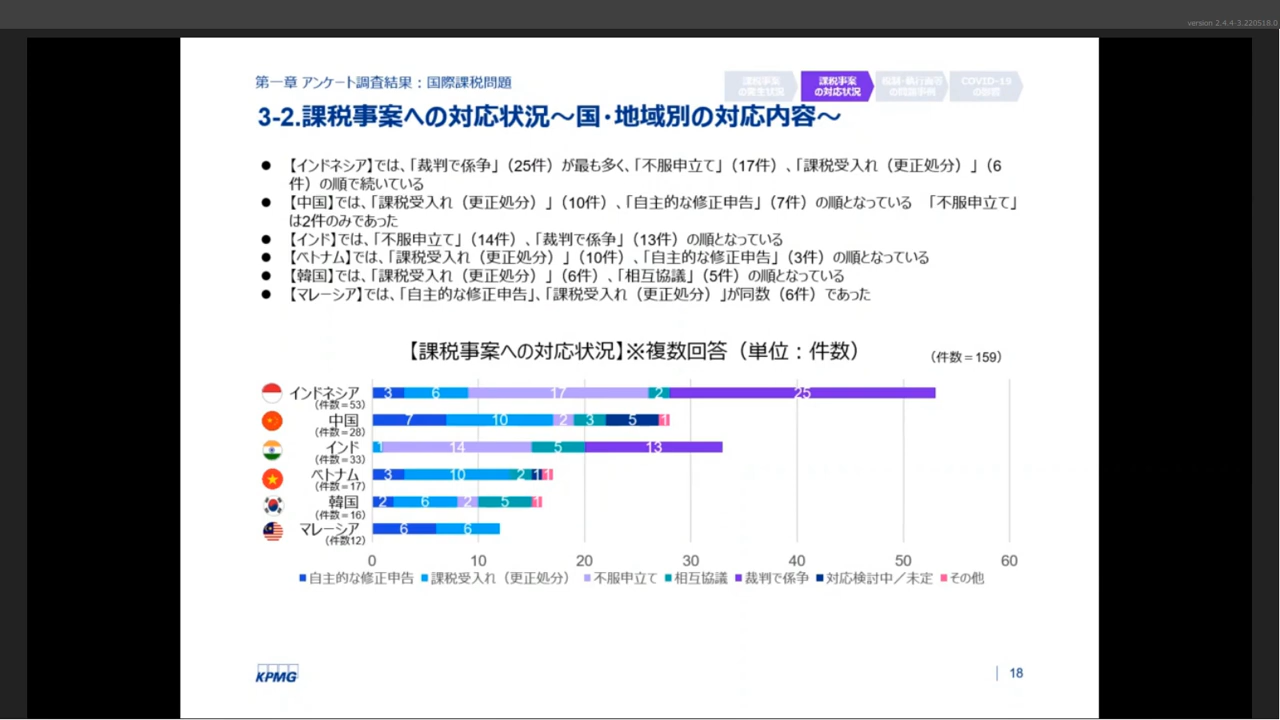 version 2.4.4-3.220518.0
第一章 アンケート調査結果：国際課税問題
課税事案
の発生状況
課税事案
の対応状況
税制・執行面等
の問題事例
COVID-19
の影響
3-2.課税事案への対応状況～国・地域別の対応内容～
● 【インドネシア】では、「裁判で係争」（25件）が最も多く、「不服申立て」（17件）、「課税受入れ（更正処分）」（6
件）の順で続いている
● 【中国】では、「課税受入れ（更正処分）」（10件）、「自主的な修正申告」（7件）の順となっている　「不服申立て」
は2件のみであった
● 【インド】では、「不服申立て」（14件）、「裁判で係争」（13件）の順となっている
● 【ベトナム】では、「課税受入れ（更正処分）」（10件）、「自主的な修正申告」（3件）の順となっている
● 【韓国】では、「課税受入れ（更正処分）」（6件）、「相互協議」（5件）の順となっている
● 【マレーシア】では、「自主的な修正申告」、「課税受入れ（更正処分）」が同数（6件）であった
【課税事案への対応状況】※複数回答（単位：件数）
（件数＝159）
インドネシア 3 6 17 2 25
（件数＝53）
中国 7 10 2 3 5 1
（件数＝28）
インド 1 14 5 13
（件数＝33）
ベトナム 3 10 2 1 1
（件数＝17）
韓国 2 6 2 5 1
（件数＝16）
マレーシア 6 6
（件数12）
0 10 20 30 40 50 60
■自主的な修正申告 ■課税受入れ（更正処分） ■不服申立て ■相互協議 ■裁判で係争 ■対応検討中／未定 ■その他
KPMG
| 18